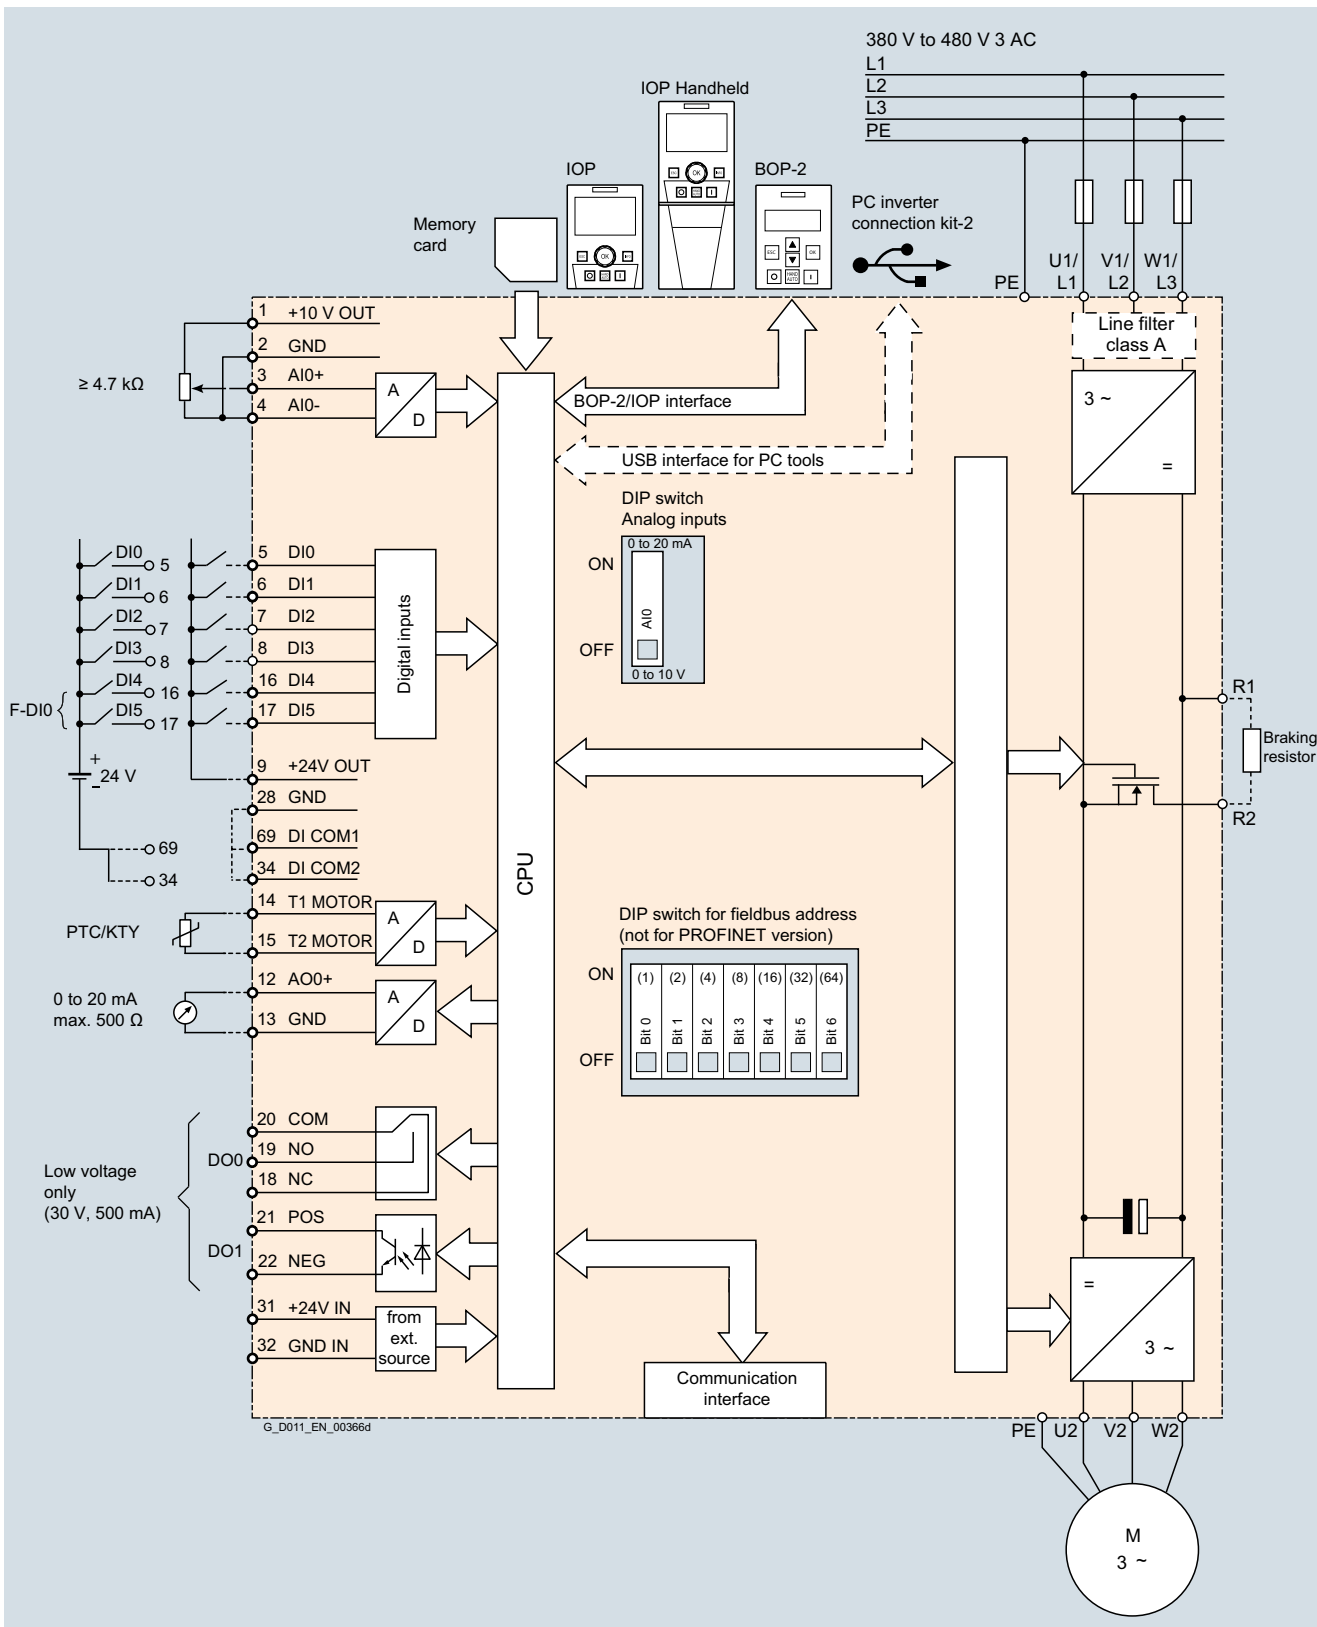 380 V to 480 V 3 AC
L1
L2
L3
PE
IOP Handheld
IOP
BOP-2
Memory
card
PC inverter
connection kit-2
OK
OK
ESC
OK
HAND
AUTO
PE
U1/
L1
V1/
L2
W1/
L3
Line filter
class A
3 ~
=
1 +10 V OUT
2 GND
3 AI0+
4 AI0-
≥ 4.7 kΩ
A
D
BOP-2/IOP interface
USB interface for PC tools
DIP switch
Analog inputs
0 to 20 mA
ON
AI0
OFF
0 to 10 V
DI0 5
DI1 6
DI2 7
DI3 8
DI4 16
DI5 17
F-DI0
5 DI0
6 DI1
7 DI2
8 DI3
16 DI4
17 DI5
Digital inputs
+
24 V
-
9 +24V OUT
28 GND
69 DI COM1
34 DI COM2
69
34
CPU
R1
Braking
resistor
R2
PTC/KTY
14 T1 MOTOR
15 T2 MOTOR
A
D
0 to 20 mA
max. 500 Ω
12 AO0+
13 GND
A
D
DIP switch for fieldbus address
(not for PROFINET version)
ON
(1) (2) (4) (8) (16) (32) (64)
Bit 0 Bit 1 Bit 2 Bit 3 Bit 4 Bit 5 Bit 6
OFF
Low voltage
only
(30 V, 500 mA)
DO0
20 COM
19 NO
18 NC
DO1
21 POS
22 NEG
31 +24V IN
32 GND IN
from
ext.
source
Communication
interface
=
3 ~
G_D011_EN_00366d
PE
U2
V2
W2
M
3 ~